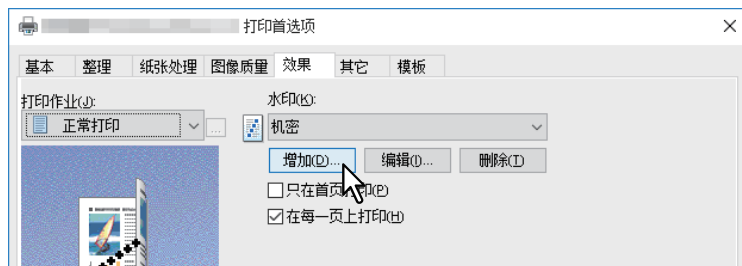 打印首选项
基本 整理 纸张处理 图像质量 效果 其它 模板
打印作业(J): 水印(K):
正常打印 ... 机密
增加(D)... 编辑(I)... 删除(T)
只在首页打印(P)
在每一页上打印(H)